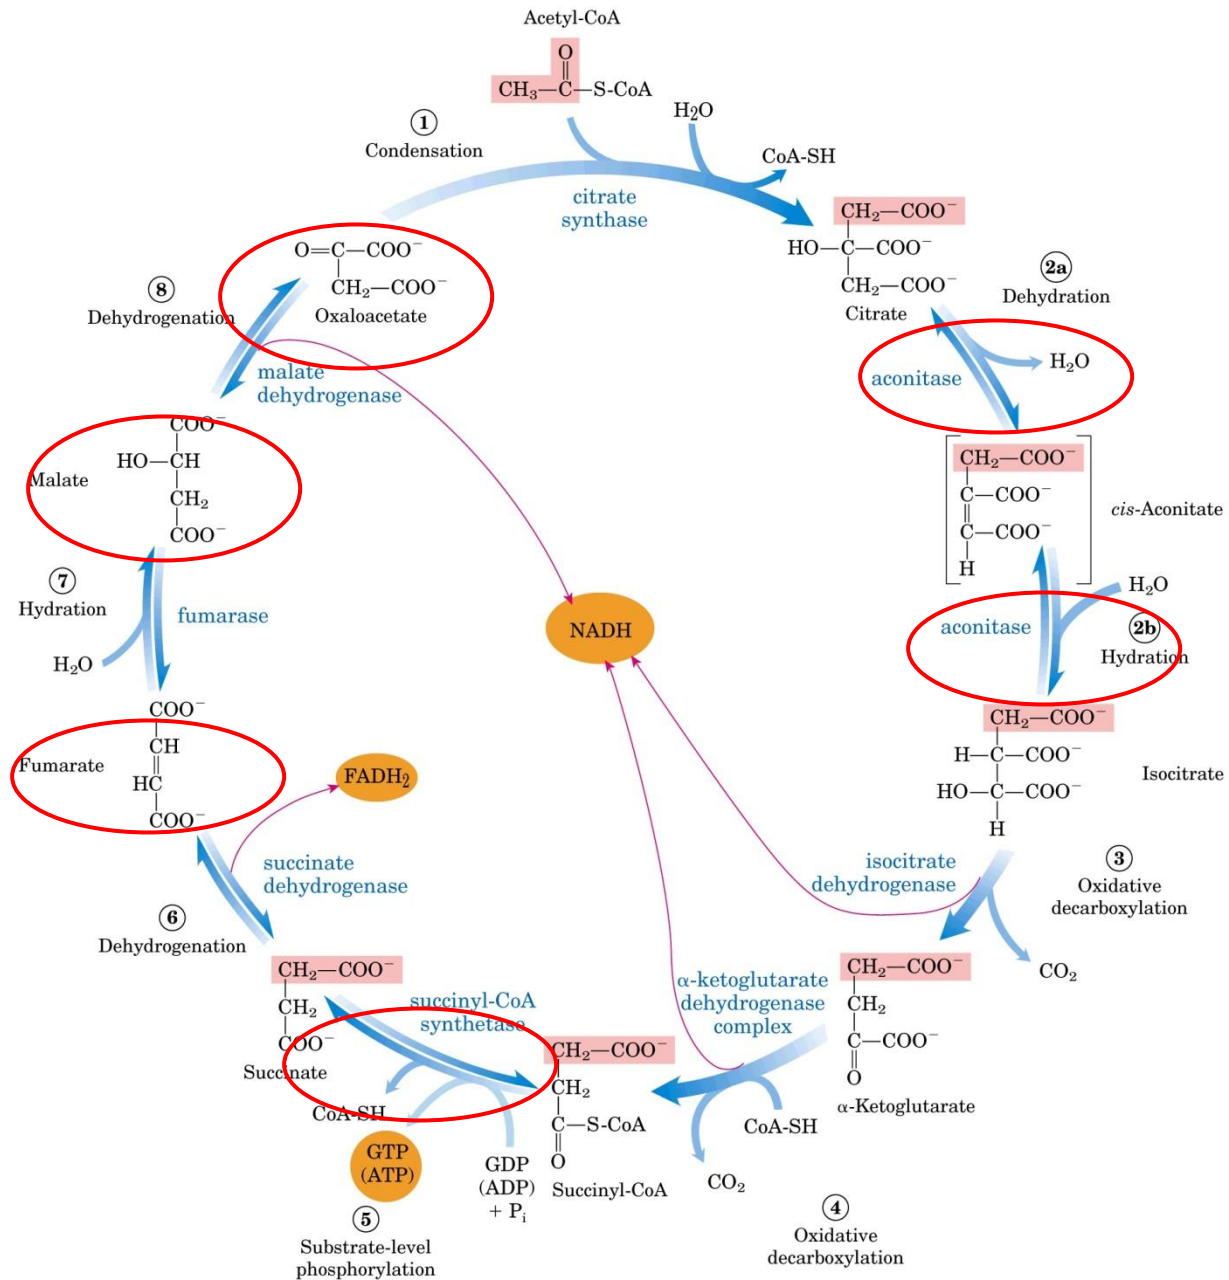 Acetyl-CoA
O
CH₃—C—S-CoA
H₂O
CoA-SH
1
Condensation
citrate
synthase
CH₂—COO⁻
HO—C—COO⁻
CH₂—COO⁻
Citrate
2a
Dehydration
aconitase
H₂O
CH₂—COO⁻
C—COO⁻
C—COO⁻
H
cis-Aconitate
H₂O
aconitase
2b
Hydration
CH₂—COO⁻
H—C—COO⁻
HO—C—COO⁻
H
Isocitrate
isocitrate
dehydrogenase
3
Oxidative
decarboxylation
CO₂
CH₂—COO⁻
CH₂
C—COO⁻
O
α-Ketoglutarate
α-ketoglutarate
dehydrogenase
complex
CoA-SH
CO₂
4
Oxidative
decarboxylation
CH₂—COO⁻
CH₂
C—S-CoA
O
Succinyl-CoA
succinyl-CoA
synthetase
GDP
(ADP)
+ Pᵢ
CoA-SH
GTP
(ATP)
5
Substrate-level
phosphorylation
CH₂—COO⁻
CH₂
COO⁻
Succinate
6
Dehydrogenation
succinate
dehydrogenase
FADH₂
COO⁻
CH
HC
COO⁻
Fumarate
7
Hydration
fumarase
H₂O
COO⁻
HO—CH
CH₂
COO⁻
Malate
8
Dehydrogenation
malate
dehydrogenase
O=C—COO⁻
CH₂—COO⁻
Oxaloacetate
NADH